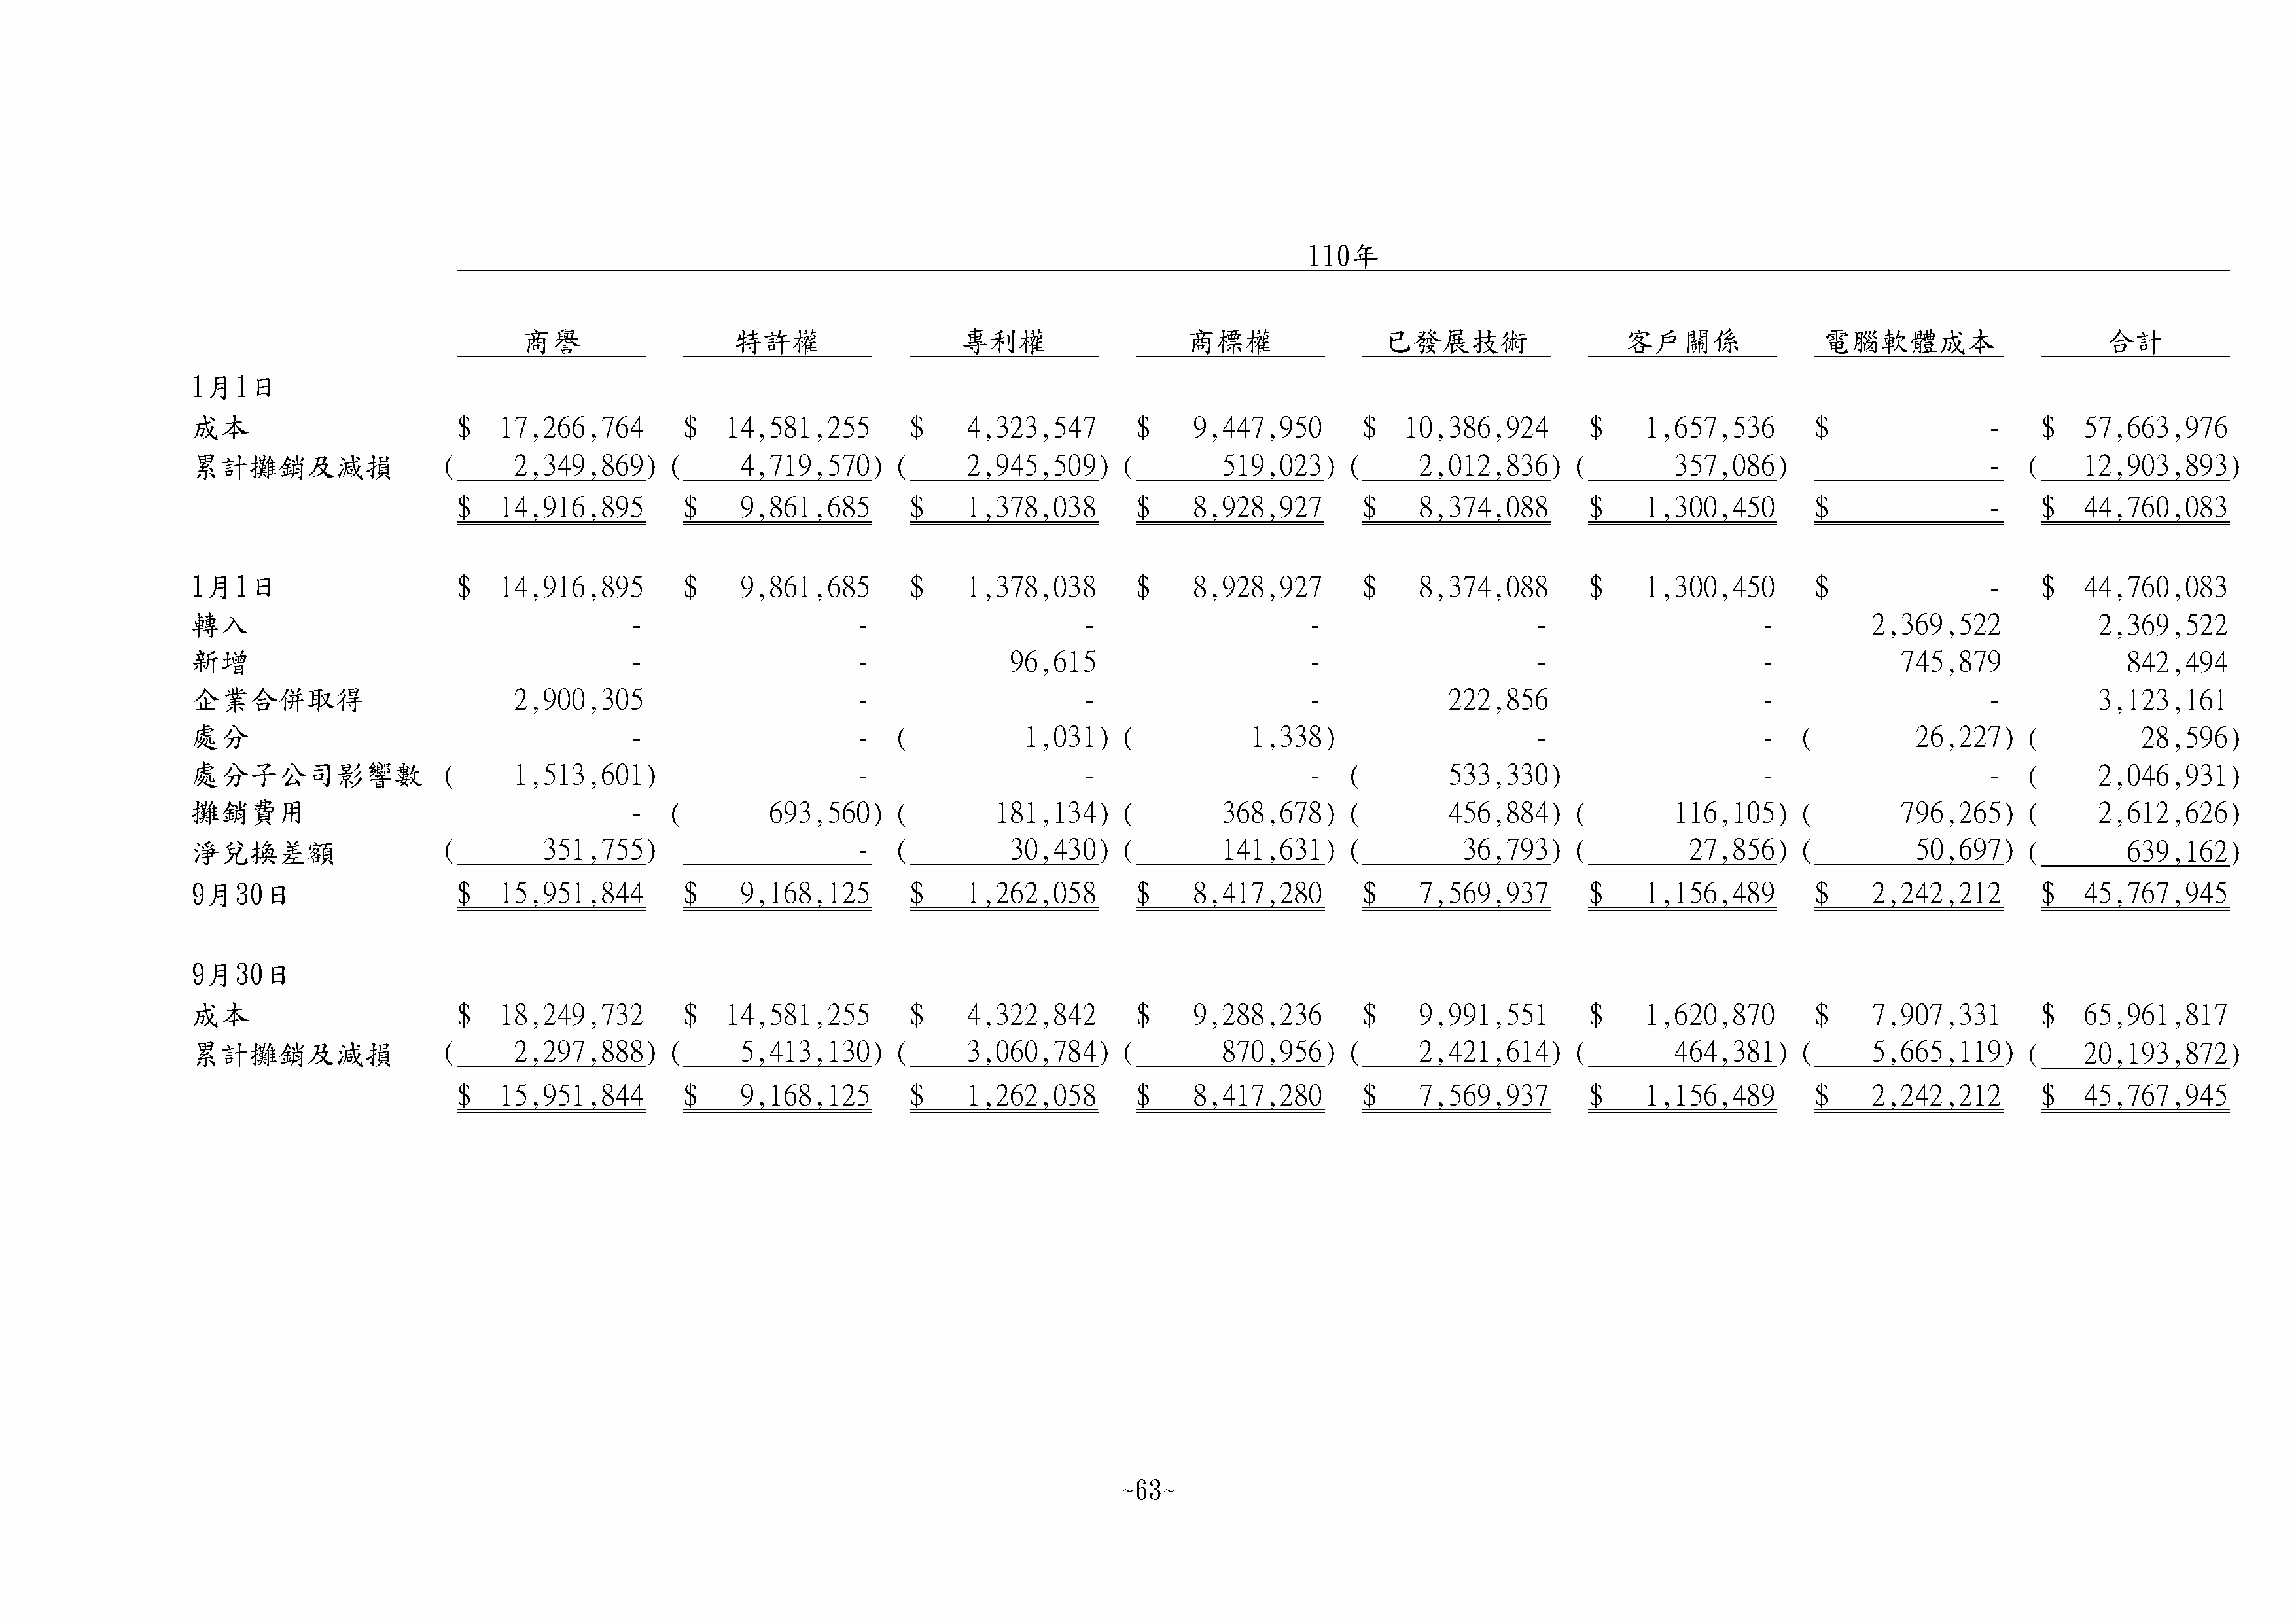 110年
商譽 特許權 專利權 商標權 已發展技術 客戶關係 電腦軟體成本 合計
1月1日
成本 $ 17,266,764 $ 14,581,255 $ 4,323,547 $ 9,447,950 $ 10,386,924 $ 1,657,536 $ - $ 57,663,976
累計攤銷及減損 ( 2,349,869) ( 4,719,570) ( 2,945,509) ( 519,023) ( 2,012,836) ( 357,086) - ( 12,903,893)
$ 14,916,895 $ 9,861,685 $ 1,378,038 $ 8,928,927 $ 8,374,088 $ 1,300,450 $ - $ 44,760,083
1月1日 $ 14,916,895 $ 9,861,685 $ 1,378,038 $ 8,928,927 $ 8,374,088 $ 1,300,450 $ - $ 44,760,083
轉入 - - - - - - 2,369,522 2,369,522
新增 - - 96,615 - - - 745,879 842,494
企業合併取得 2,900,305 - - - 222,856 - - 3,123,161
處分 - - ( 1,031) ( 1,338) - - ( 26,227) ( 28,596)
處分子公司影響數 ( 1,513,601) - - - ( 533,330) - - ( 2,046,931)
攤銷費用 - ( 693,560) ( 181,134) ( 368,678) ( 456,884) ( 116,105) ( 796,265) ( 2,612,626)
淨兌換差額 ( 351,755) - ( 30,430) ( 141,631) ( 36,793) ( 27,856) ( 50,697) ( 639,162)
9月30日 $ 15,951,844 $ 9,168,125 $ 1,262,058 $ 8,417,280 $ 7,569,937 $ 1,156,489 $ 2,242,212 $ 45,767,945
9月30日
成本 $ 18,249,732 $ 14,581,255 $ 4,322,842 $ 9,288,236 $ 9,991,551 $ 1,620,870 $ 7,907,331 $ 65,961,817
累計攤銷及減損 ( 2,297,888) ( 5,413,130) ( 3,060,784) ( 870,956) ( 2,421,614) ( 464,381) ( 5,665,119) ( 20,193,872)
$ 15,951,844 $ 9,168,125 $ 1,262,058 $ 8,417,280 $ 7,569,937 $ 1,156,489 $ 2,242,212 $ 45,767,945
~63~